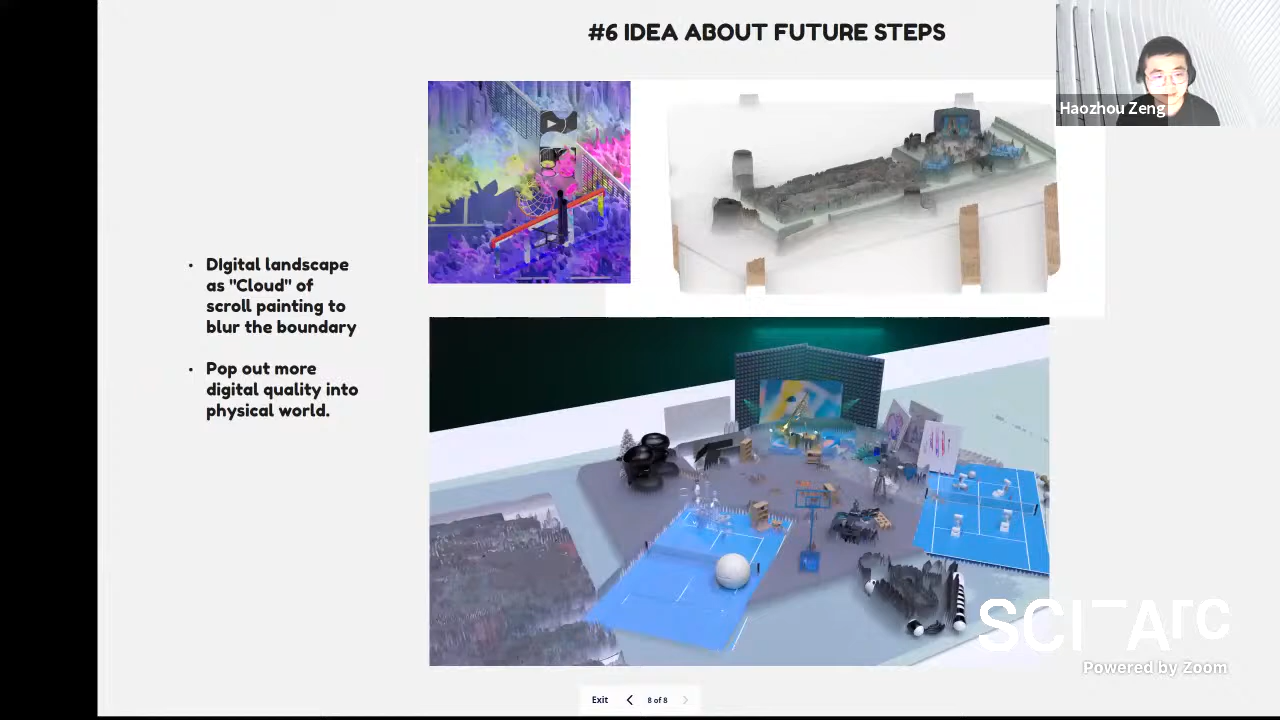 #6 IDEA ABOUT FUTURE STEPS
Haozhou Zeng
• DIgital landscape
as "Cloud" of
scroll painting to
blur the boundary
• Pop out more
digital quality into
physical world.
SCI-Arc
Powered by Zoom
Exit
8 of 8